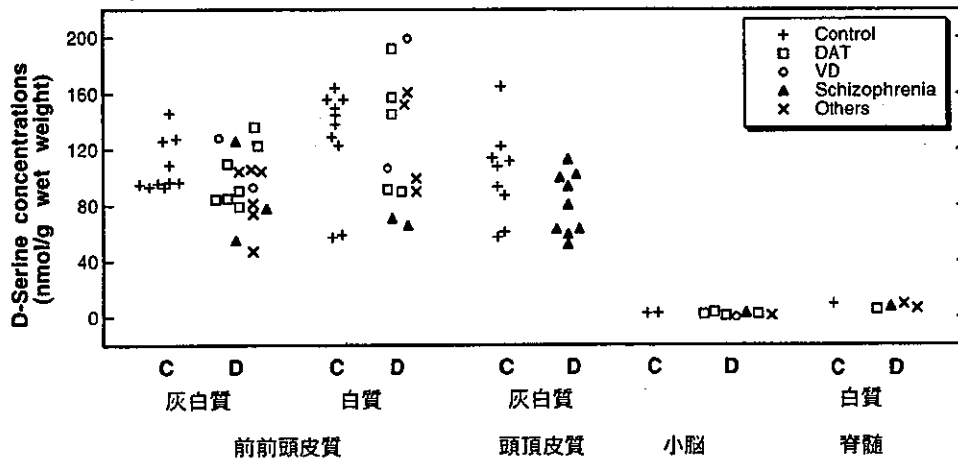 D-Serine concentrations
(nmol/g wet weight)
200
160
120
80
40
0
Control
DAT
VD
Schizophrenia
Others
C D C D C D C D C D
灰白質 白質 灰白質 白質
前前頭皮質 頭頂皮質 小脳 脊髄